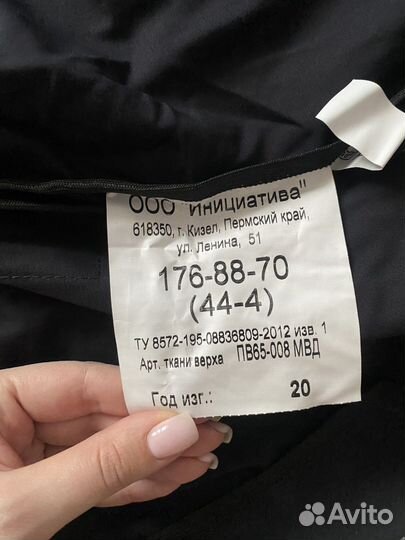 ООО "Инициатива"
618350, г. Кизел, Пермский край,
ул. Ленина, 51
176-88-70
(44-4)
ТУ 8572-195-08836809-2012 изв. 1
Арт. ткани верха ПВ65-008 МВД
Год изг.: 20
Avito